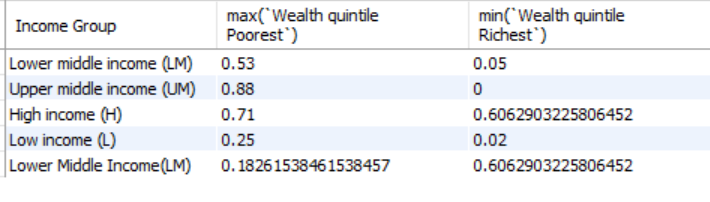 Income Group max(`Wealth quintile Poorest`) min(`Wealth quintile Richest`)
Lower middle income (LM) 0.53 0.05
Upper middle income (UM) 0.88 0
High income (H) 0.71 0.6062903225806452
Low income (L) 0.25 0.02
Lower Middle Income(LM) 0.18261538461538457 0.6062903225806452